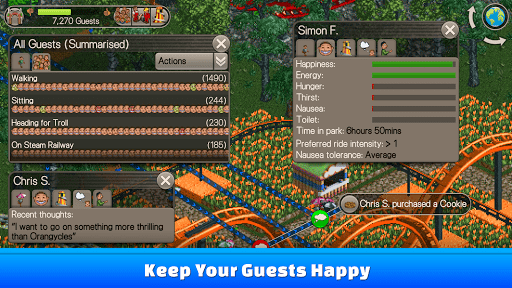 7,270 Guests
All Guests (Summarised)
Actions
Walking (1490)
Sitting (244)
Heading for Troll (230)
On Steam Railway (185)
Simon F.
Happiness:
Energy:
Hunger:
Thirst:
Nausea:
Toilet:
Time in park: 6hours 50mins
Preferred ride intensity: > 1
Nausea tolerance: Average
Chris S.
Recent thoughts:
"I want to go on something more thrilling
than Orangycles"
Chris S. purchased a Cookie
Keep Your Guests Happy